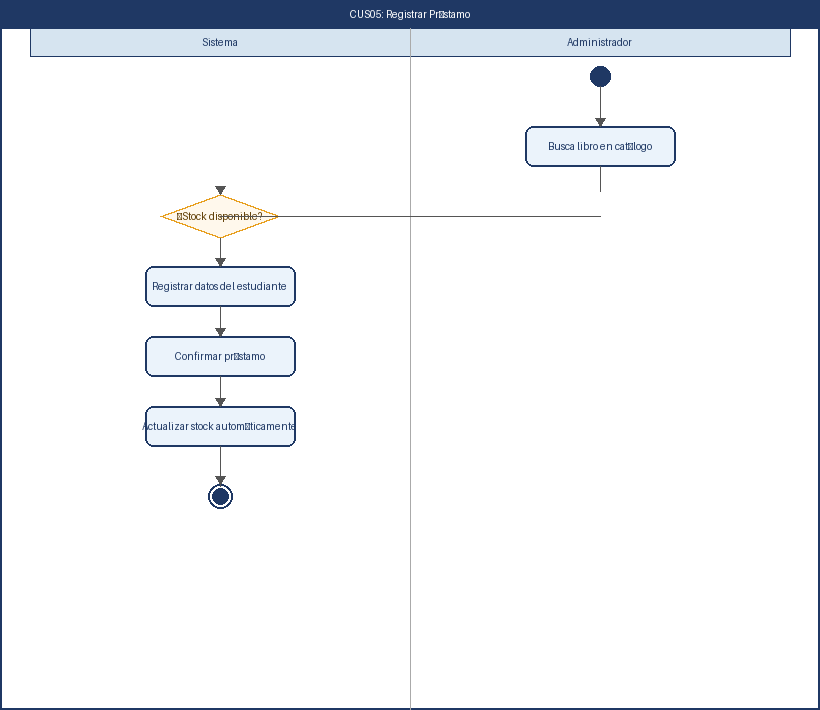 CUS05: Registrar Pr▯stamo
Sistema
Administrador
Busca libro en cat▯logo
▯Stock disponible?
Registrar datos del estudiante
Confirmar pr▯stamo
Actualizar stock autom▯ticamente